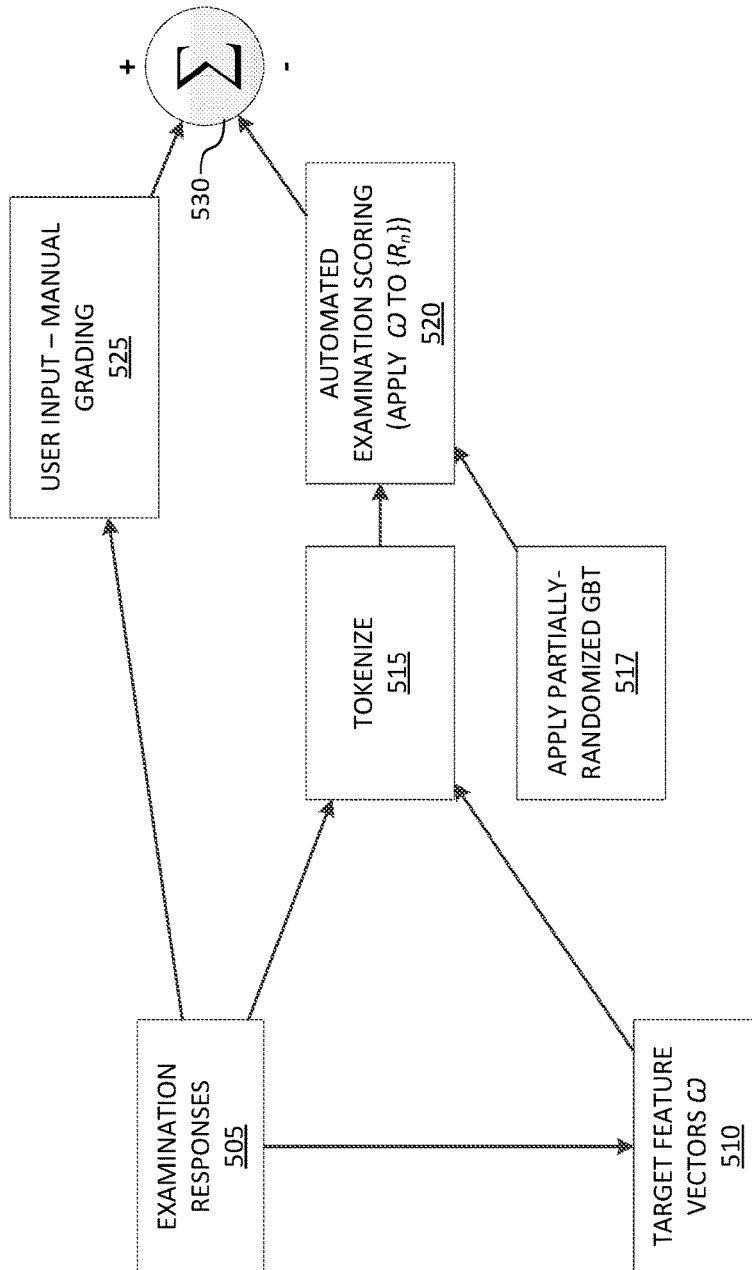 EXAMINATION
RESPONSES
505
TARGET FEATURE
VECTORS ω
510
TOKENIZE
515
APPLY PARTIALLY-
RANDOMIZED GBT
517
USER INPUT – MANUAL
GRADING
525
AUTOMATED
EXAMINATION SCORING
(APPLY ω TO {Rₙ})
520
+
Σ
-
530